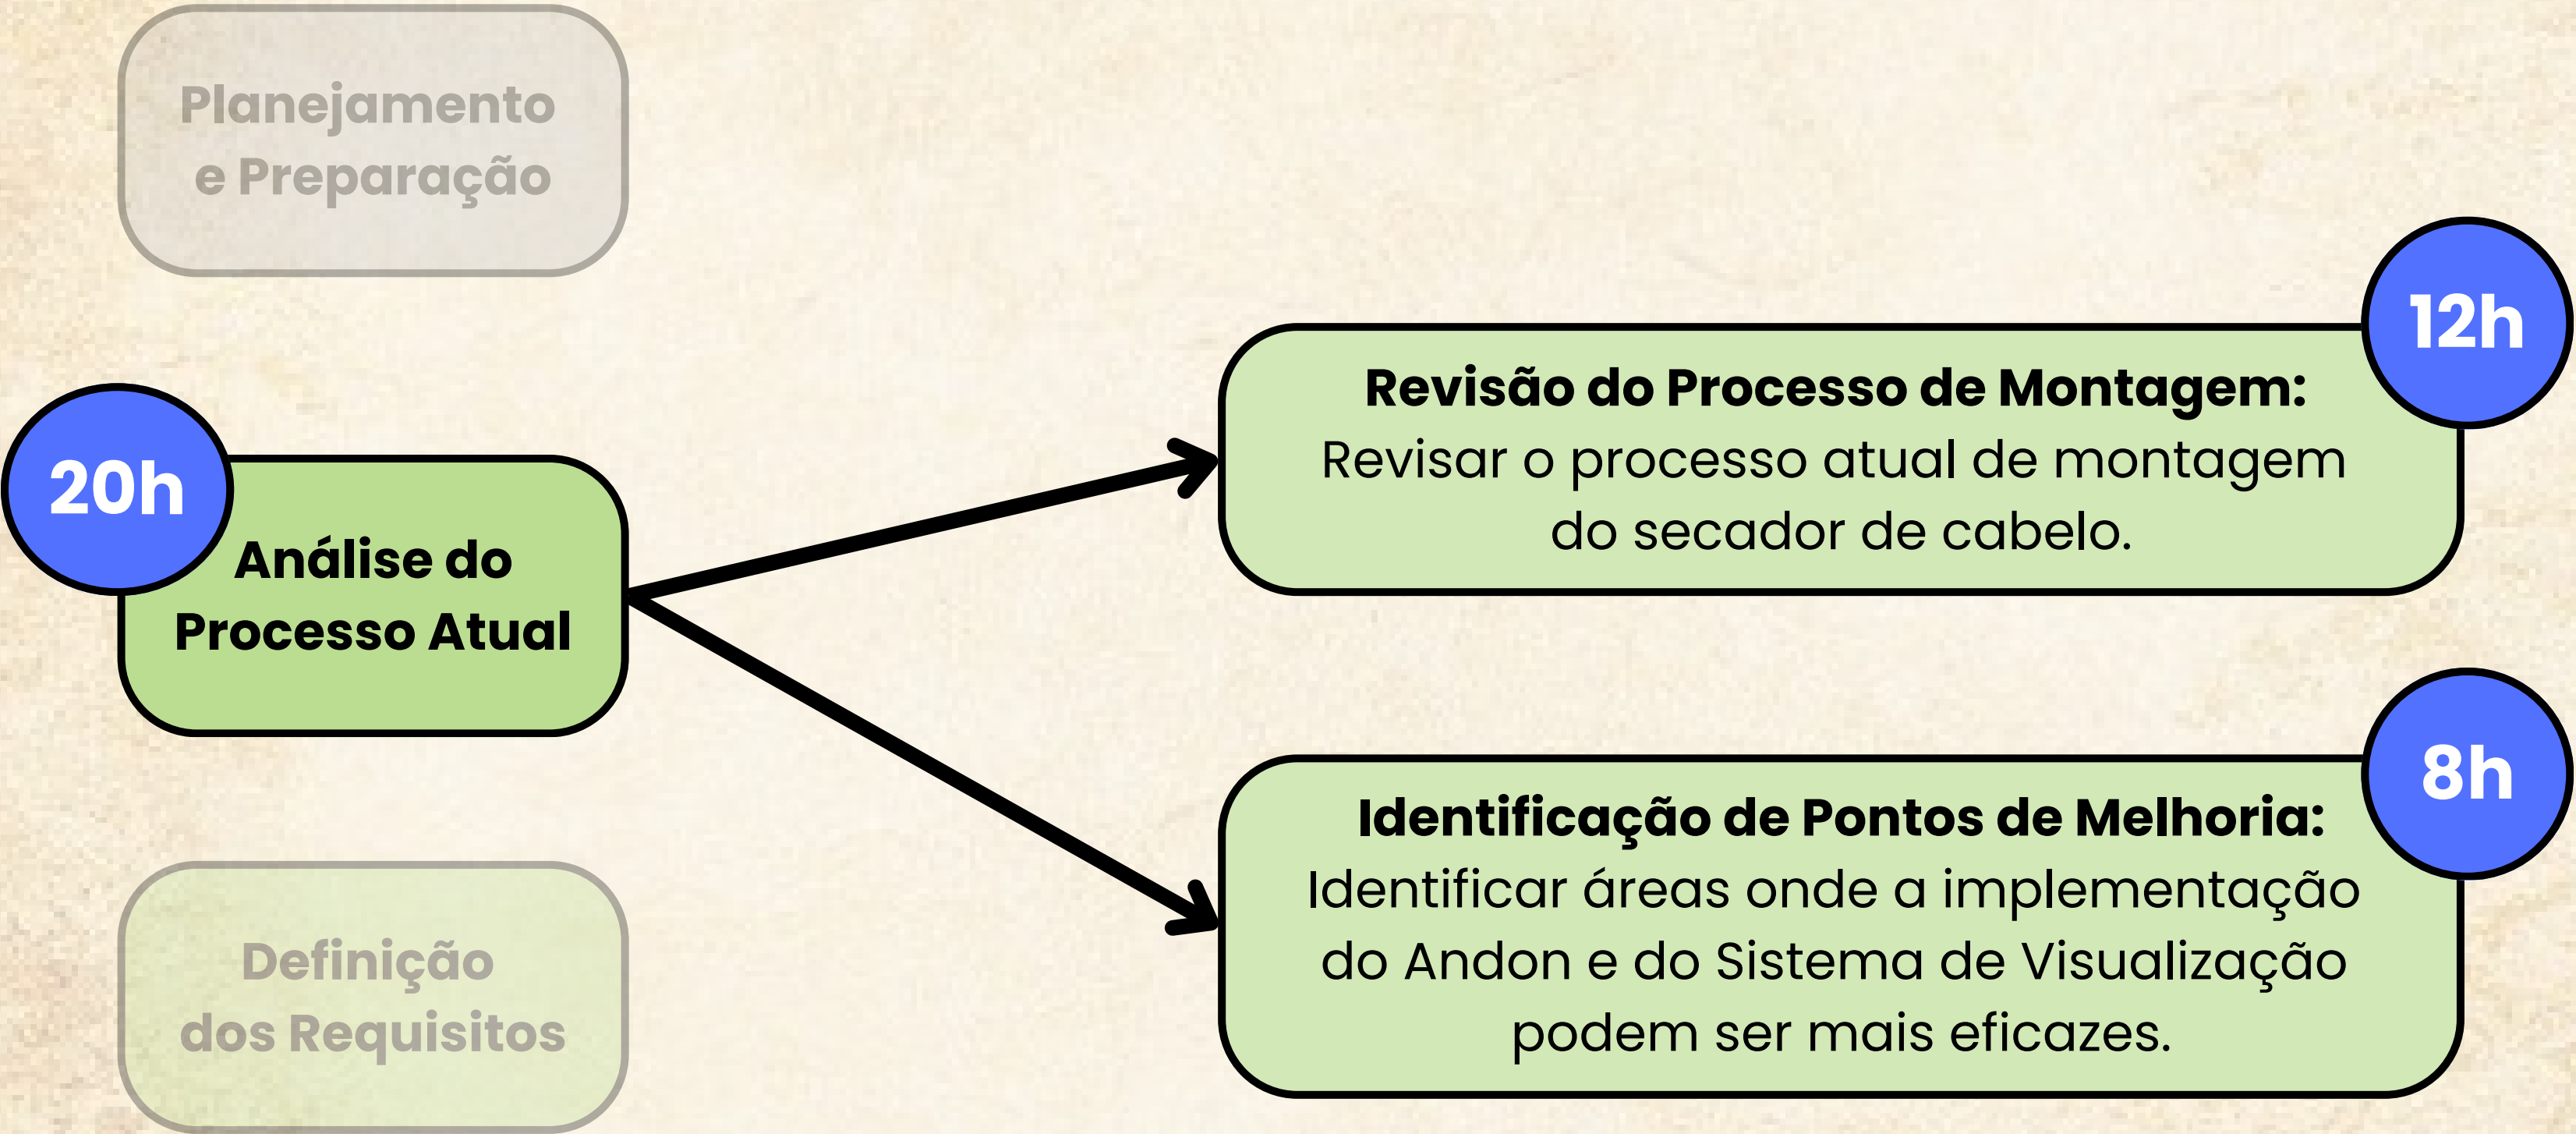 Planejamento
e Preparação
20h
Análise do
Processo Atual
12h
Revisão do Processo de Montagem:
Revisar o processo atual de montagem
do secador de cabelo.
8h
Identificação de Pontos de Melhoria:
Identificar áreas onde a implementação
do Andon e do Sistema de Visualização
podem ser mais eficazes.
Definição
dos Requisitos